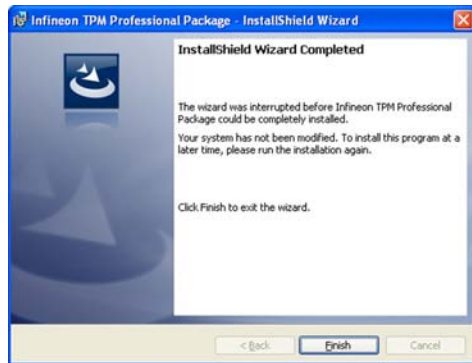 Infineon TPM Professional Package - InstallShield Wizard
InstallShield Wizard Completed
The wizard was interrupted before Infineon TPM Professional
Package could be completely installed.
Your system has not been modified. To install this program at a
later time, please run the installation again.
Click Finish to exit the wizard.
< Back Finish Cancel